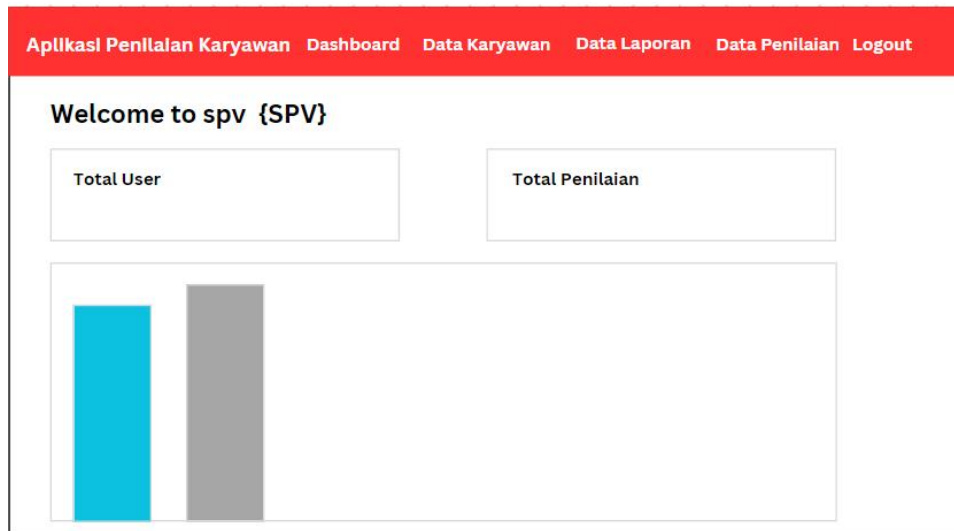 Aplikasi Penilaian Karyawan Dashboard Data Karyawan Data Laporan Data Penilaian Logout
Welcome to spv {SPV}
Total User Total Penilaian